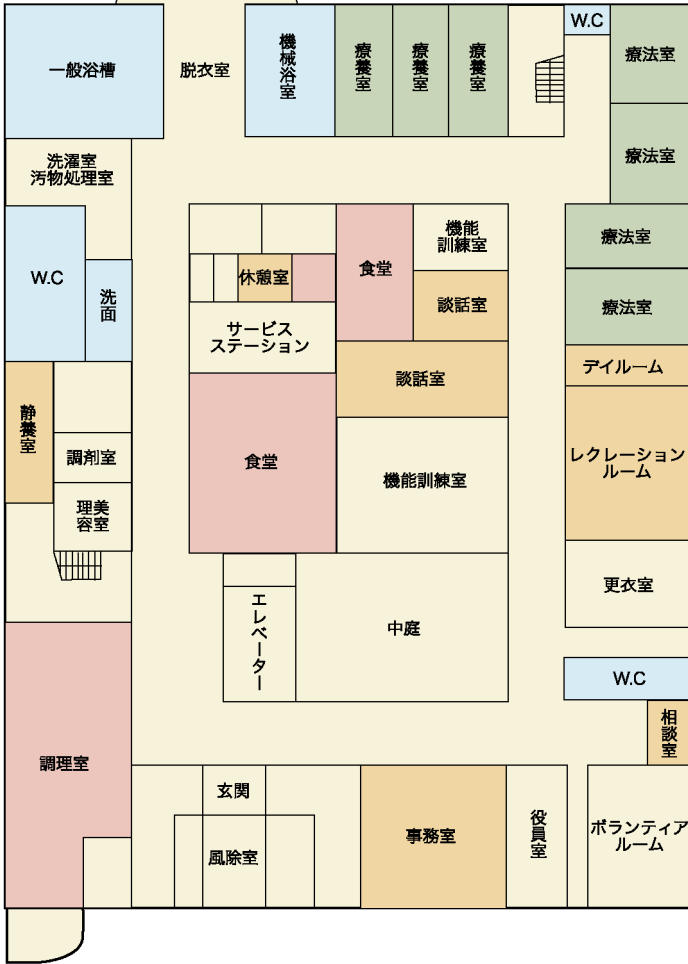 一般浴槽
脱衣室
機械浴室
療養室
療養室
療養室
W.C
療法室
療法室
療法室
療法室
洗濯室
汚物処理室
W.C
洗面
休憩室
サービス
ステーション
食堂
機能
訓練室
談話室
談話室
食堂
機能訓練室
デイルーム
レクレーション
ルーム
更衣室
静養室
調剤室
理美
容室
エレベーター
中庭
W.C
相談室
調理室
玄関
風除室
事務室
役員室
ボランティア
ルーム